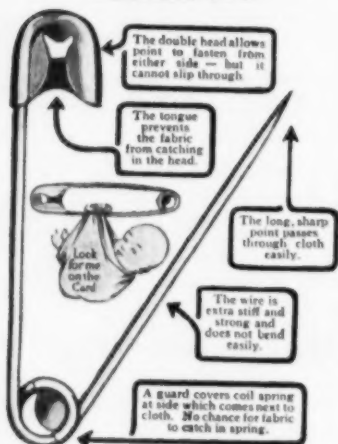 The double head allows
point to fasten from
either side — but it
cannot slip through.
The tongue
prevents
the fabric
from catching
in the head.
The long, sharp
point passes
through cloth
easily.
Look
for me
on the
Card
The wire is
extra stiff and
strong and
does not bend
easily.
A guard covers coil spring
at side which comes next to
cloth. No chance for fabric
to catch in spring.